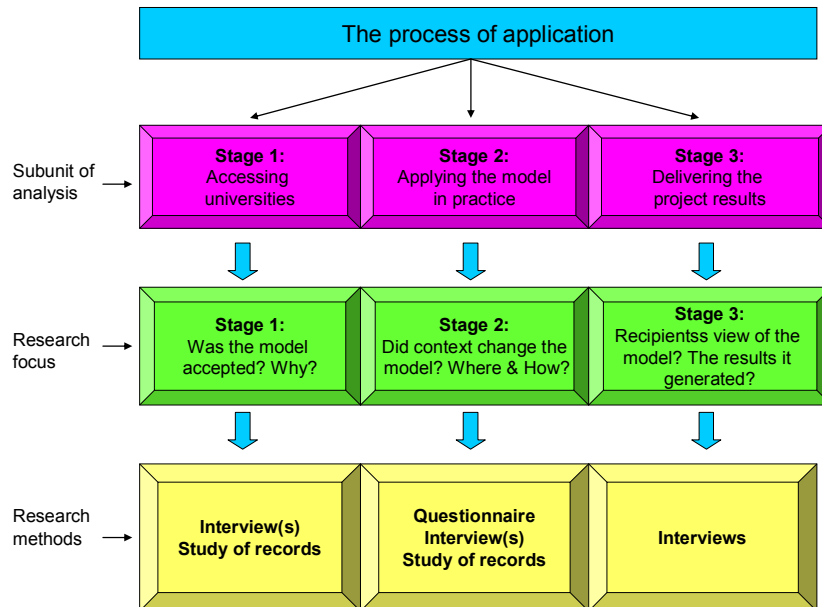 The process of application
Subunit of
analysis
Stage 1:
Accessing
universities
Stage 2:
Applying the model
in practice
Stage 3:
Delivering the
project results
Research
focus
Stage 1:
Was the model
accepted? Why?
Stage 2:
Did context change the
model? Where & How?
Stage 3:
Recipientss view of the
model? The results it
generated?
Research
methods
Interview(s)
Study of records
Questionnaire
Interview(s)
Study of records
Interviews